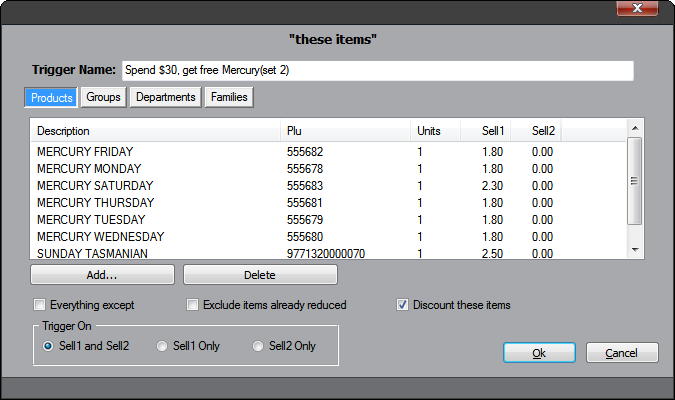 "these items"
Trigger Name: Spend $30, get free Mercury(set 2)
Products Groups Departments Families
Description Plu Units Sell1 Sell2
MERCURY FRIDAY 555682 1 1.80 0.00
MERCURY MONDAY 555678 1 1.80 0.00
MERCURY SATURDAY 555683 1 2.30 0.00
MERCURY THURSDAY 555681 1 1.80 0.00
MERCURY TUESDAY 555679 1 1.80 0.00
MERCURY WEDNESDAY 555680 1 1.80 0.00
SUNDAY TASMANIAN 9771320000070 1 2.50 0.00
Add... Delete
Everything except Exclude items already reduced Discount these items
Trigger On
Sell1 and Sell2 Sell1 Only Sell2 Only
Ok Cancel